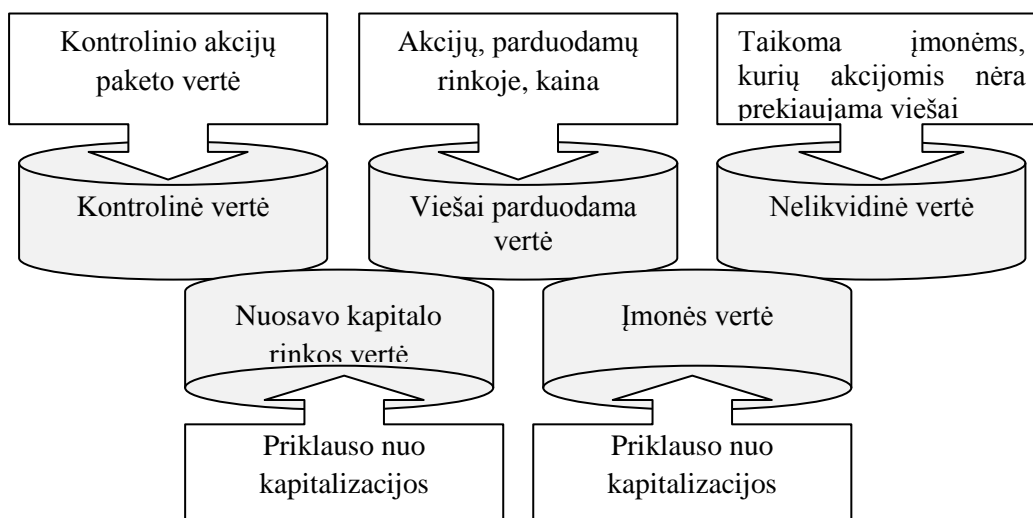 Kontrolinio akcijų
paketo vertė
Akcijų, parduodamų
rinkoje, kaina
Taikoma įmonėms,
kurių akcijomis nėra
prekiaujama viešai
Kontrolinė vertė
Viešai parduodama
vertė
Nelikvidinė vertė
Nuosavo kapitalo
rinkos vertė
Įmonės vertė
Priklauso nuo
kapitalizacijos
Priklauso nuo
kapitalizacijos